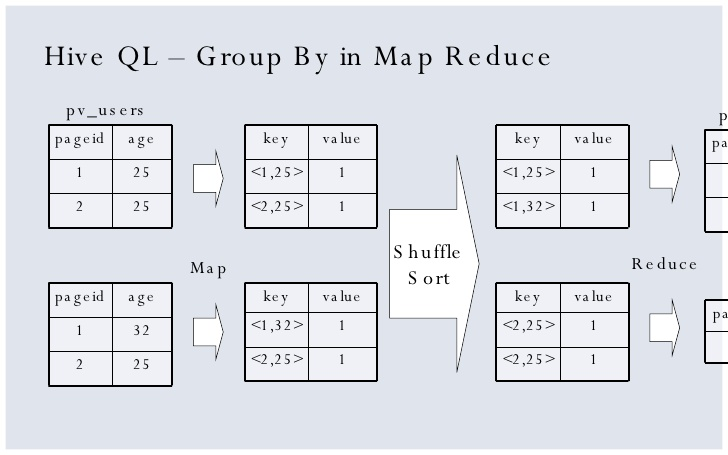 Hive QL – Group By in Map Reduce
pv_users
pageid age
1 25
2 25
key value
<1,25> 1
<2,25> 1
Shuffle
Sort
key value
<1,25> 1
<1,32> 1
p
pa
Map
Reduce
pageid age
1 32
2 25
key value
<1,32> 1
<2,25> 1
key value
<2,25> 1
<2,25> 1
pa